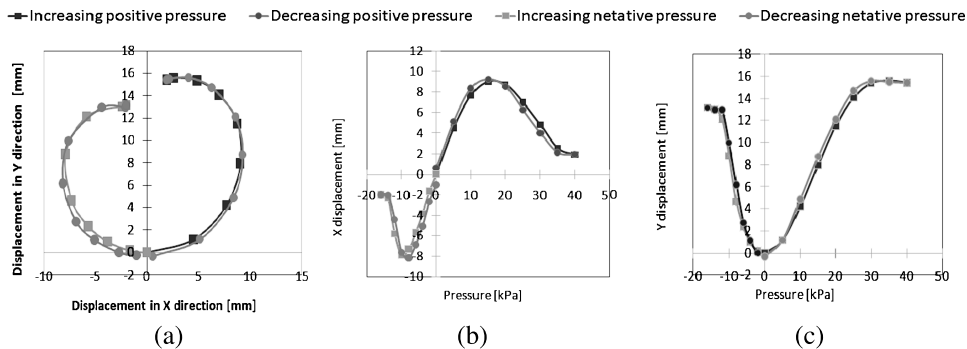 Increasing positive pressure Decreasing positive pressure Increasing netative pressure Decreasing netative pressure
Displacement in Y direction [mm]
18
16
14
12
10
8
6
4
2
0
-2
-10 -5 0 5 10 15
Displacement in X direction [mm]
(a)
X displacement [mm]
12
10
8
6
4
2
0
-2
-4
-6
-8
-10
-20 -10 0 10 20 30 40 50
Pressure [kPa]
(b)
Y displacement [mm]
18
16
14
12
10
8
6
4
2
0
-2
-20 -10 0 10 20 30 40 50
Pressure [kPa]
(c)